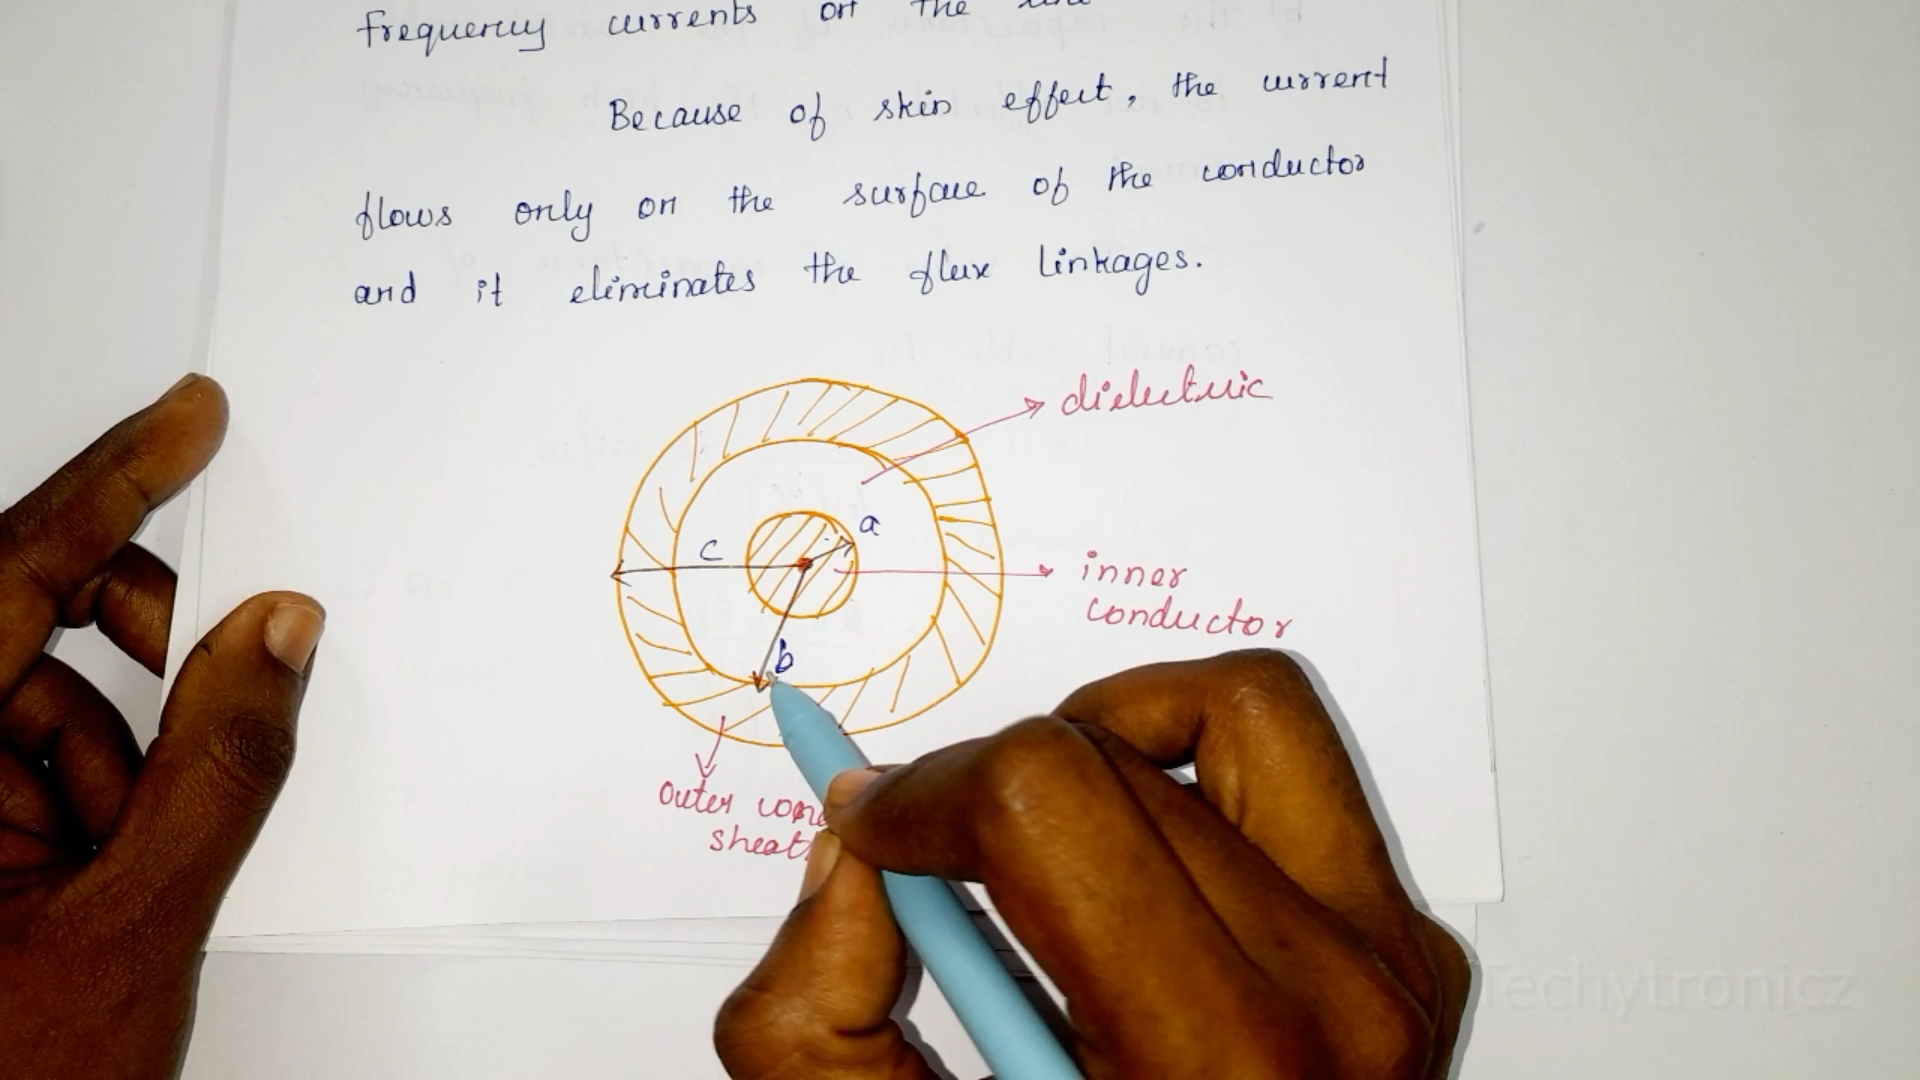 frequency currents on the line
Because of skin effect, the current
flows only on the surface of the conductor
and it eliminates the flux linkages.
dielectric
a
c
inner
conductor
b
outer
Techytronicz